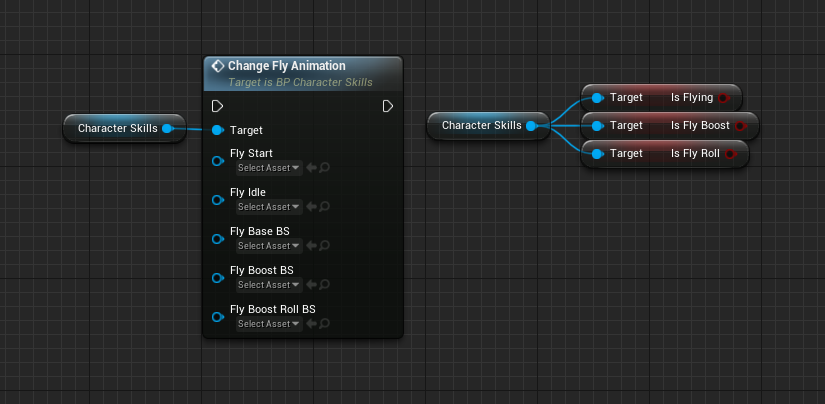 Change Fly Animation
Target is BP Character Skills
Character Skills
Target
Fly Start
Select Asset
Fly Idle
Select Asset
Fly Base BS
Select Asset
Fly Boost BS
Select Asset
Fly Boost Roll BS
Select Asset
Character Skills
Target Is Flying
Target Is Fly Boost
Target Is Fly Roll